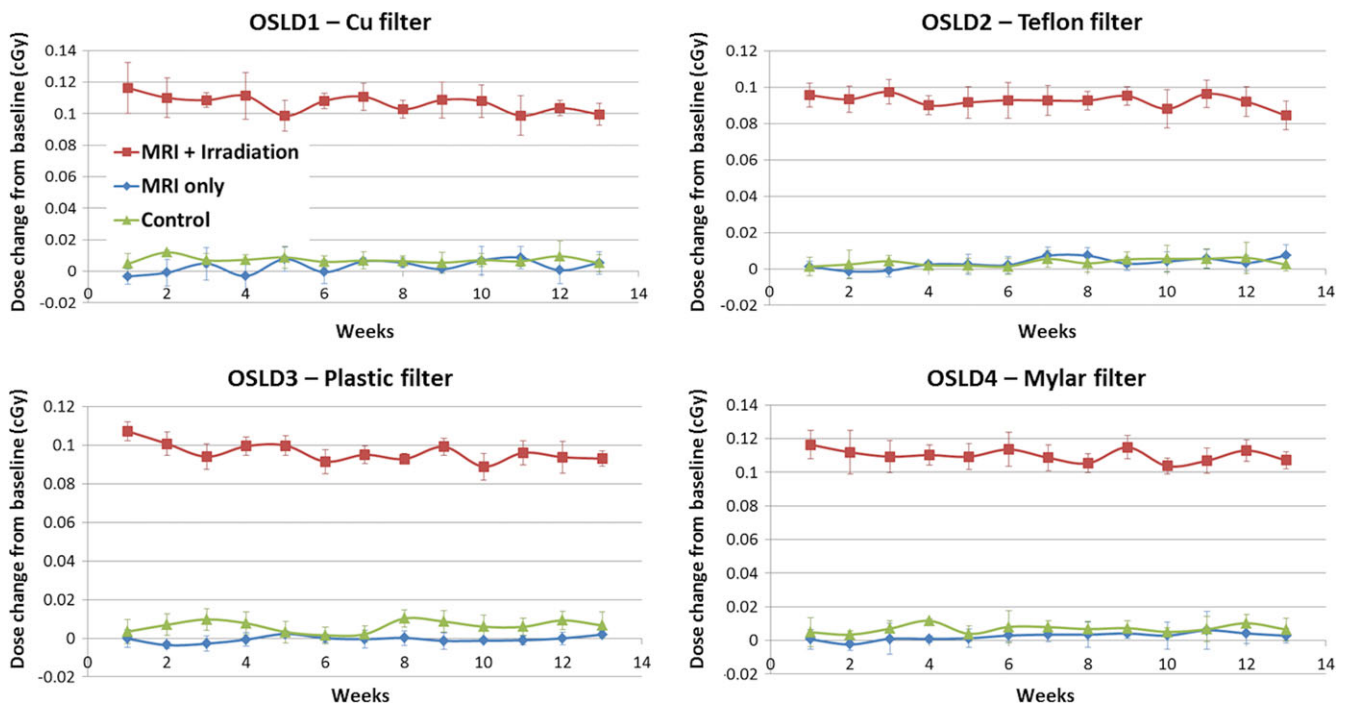 OSLD1 – Cu filter
Dose change from baseline (cGy)
0.14
0.12
0.1
0.08
0.06
0.04
0.02
0
-0.02
MRI + Irradiation
MRI only
Control
0 2 4 6 8 10 12 14
Weeks
OSLD2 – Teflon filter
Dose change from baseline (cGy)
0.12
0.1
0.08
0.06
0.04
0.02
0
-0.02
0 2 4 6 8 10 12 14
Weeks
OSLD3 – Plastic filter
Dose change from baseline (cGy)
0.12
0.1
0.08
0.06
0.04
0.02
0
-0.02
0 2 4 6 8 10 12 14
Weeks
OSLD4 – Mylar filter
Dose change from baseline (cGy)
0.14
0.12
0.1
0.08
0.06
0.04
0.02
0
-0.02
0 2 4 6 8 10 12 14
Weeks